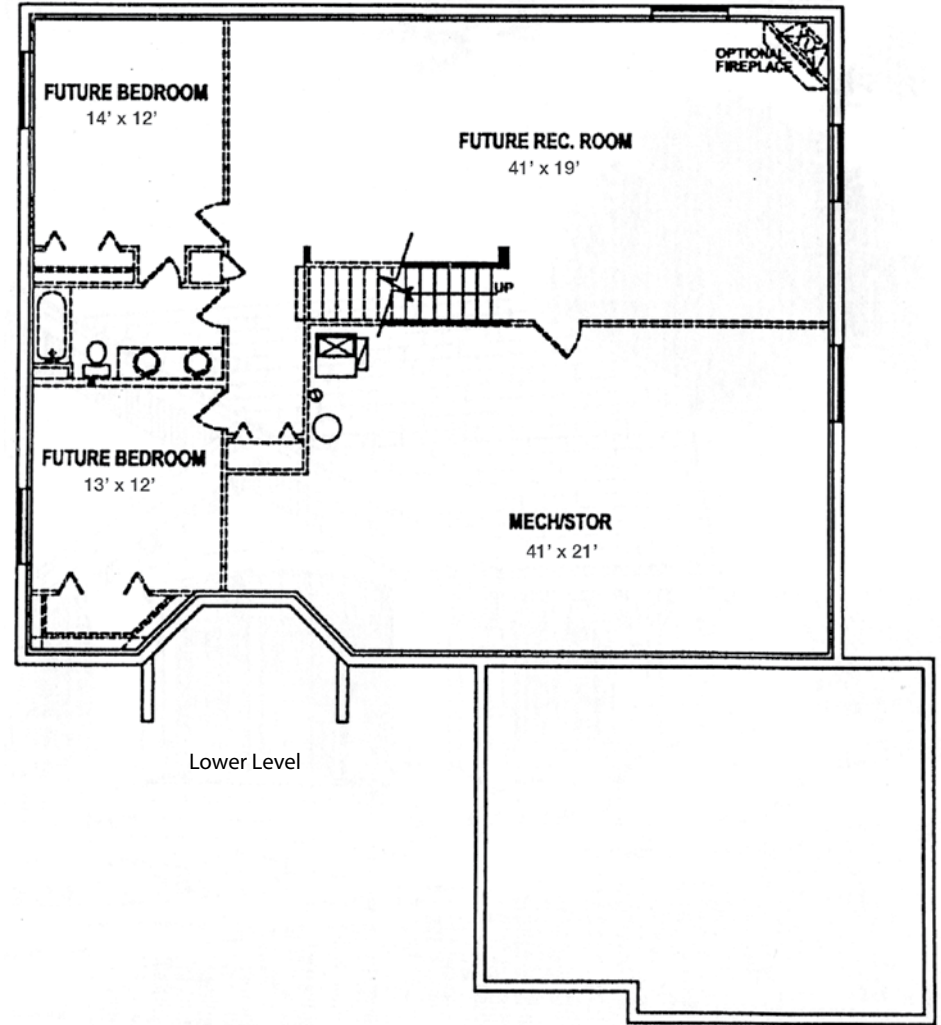 OPTIONAL
FIREPLACE
FUTURE BEDROOM
14' x 12'
FUTURE REC. ROOM
41' x 19'
UP
FUTURE BEDROOM
13' x 12'
MECH/STOR
41' x 21'
Lower Level